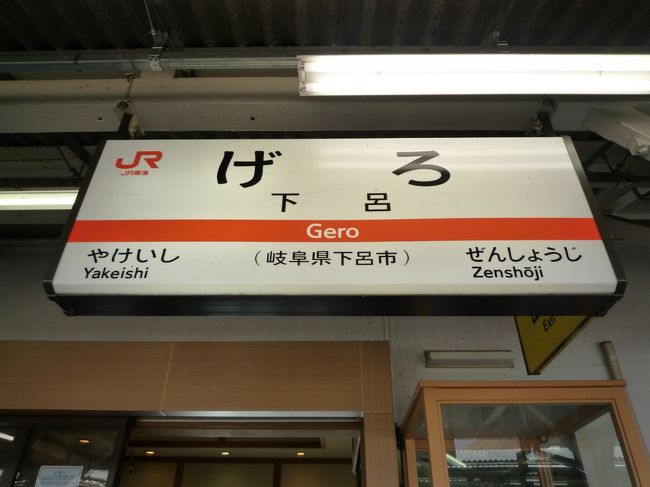 JR
JR東海
げろ
下呂
Gero
やけいし
Yakeishi
(岐阜県下呂市)
ぜんしょうじ
Zenshōji
Exit